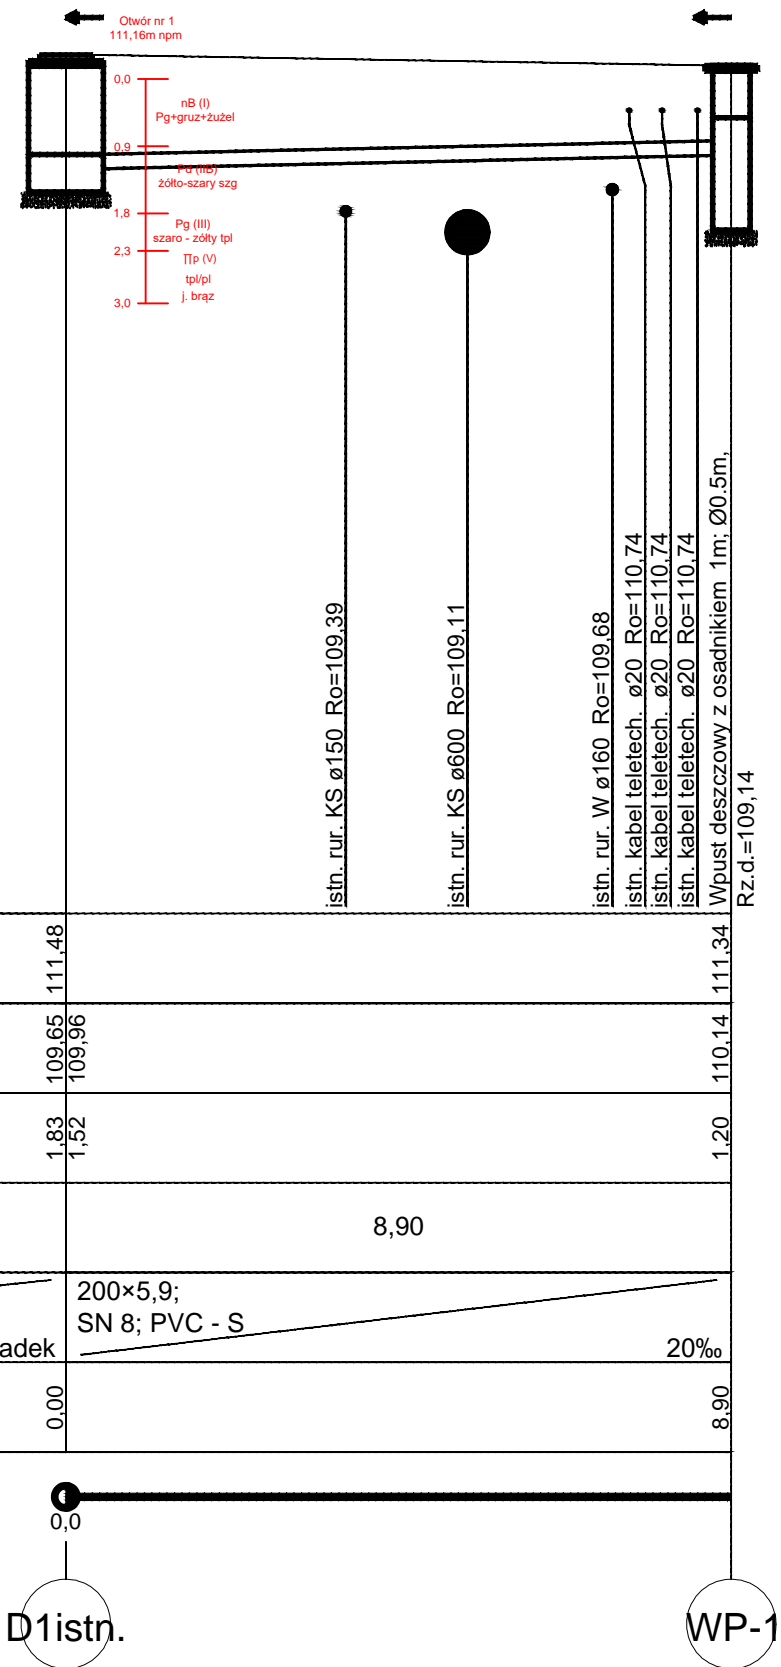 Otwór nr 1
111,16m npm
0,0
nB (I)
Pg+gruz+żużel
0,9
Pd (IIB)
żółto-szary szg
1,8
Pg (III)
szaro - żółty tpl
2,3
∏p (V)
tpl/pl
j. brąz
3,0
istn. rur. KS ø150 Ro=109,39
istn. rur. KS ø600 Ro=109,11
istn. rur. W ø160 Ro=109,68
istn. kabel teletech. ø20 Ro=110,74
istn. kabel teletech. ø20 Ro=110,74
istn. kabel teletech. ø20 Ro=110,74
Wpust deszczowy z osadnikiem 1m; Ø0.5m,
Rz.d.=109,14
111,48
111,34
109,65
109,96
110,14
1,83
1,52
1,20
8,90
200×5,9;
SN 8; PVC - S
adek
20‰
0,00
8,90
0,0
D1istn.
WP-1